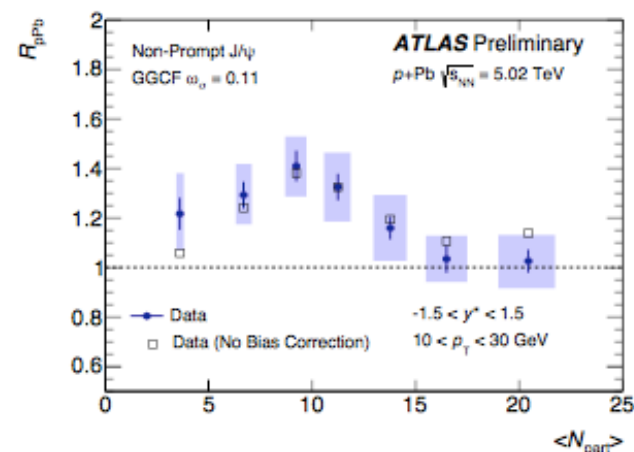 R_pPb
2
1.8
1.6
1.4
1.2
1
0.8
0.6
Non-Prompt J/ψ
GGCF ω_σ = 0.11
ATLAS Preliminary
p+Pb √s_NN = 5.02 TeV
Data
Data (No Bias Correction)
-1.5 < y* < 1.5
10 < p_T < 30 GeV
0 5 10 15 20 25
<N_part>